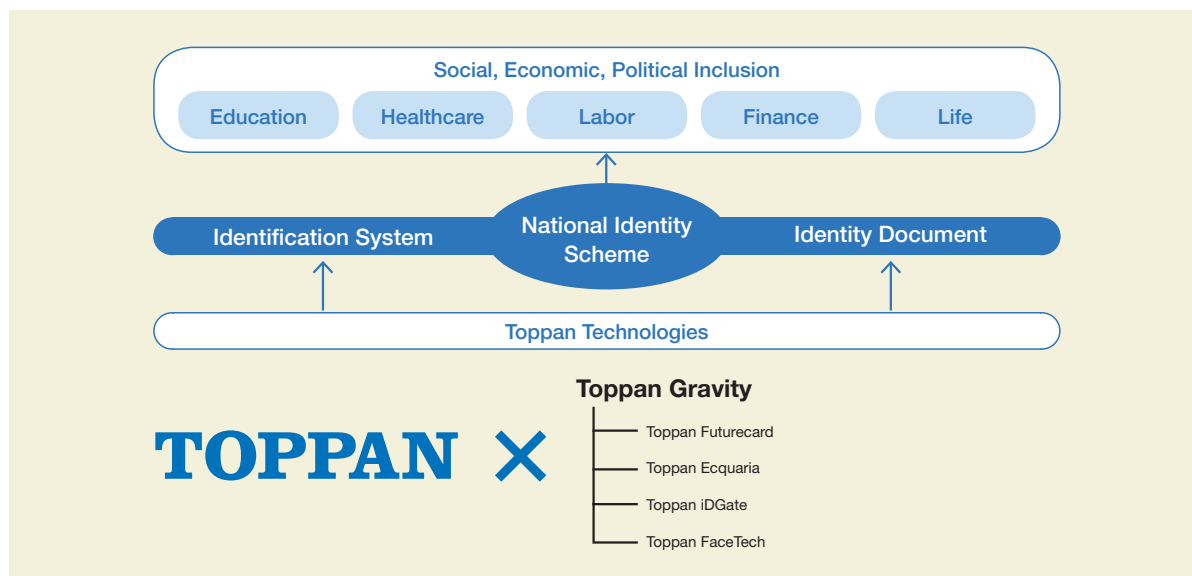 Social, Economic, Political Inclusion
Education
Healthcare
Labor
Finance
Life
Identification System
National Identity
Scheme
Identity Document
Toppan Technologies
TOPPAN ×
Toppan Gravity
Toppan Futurecard
Toppan Ecquaria
Toppan iDGate
Toppan FaceTech